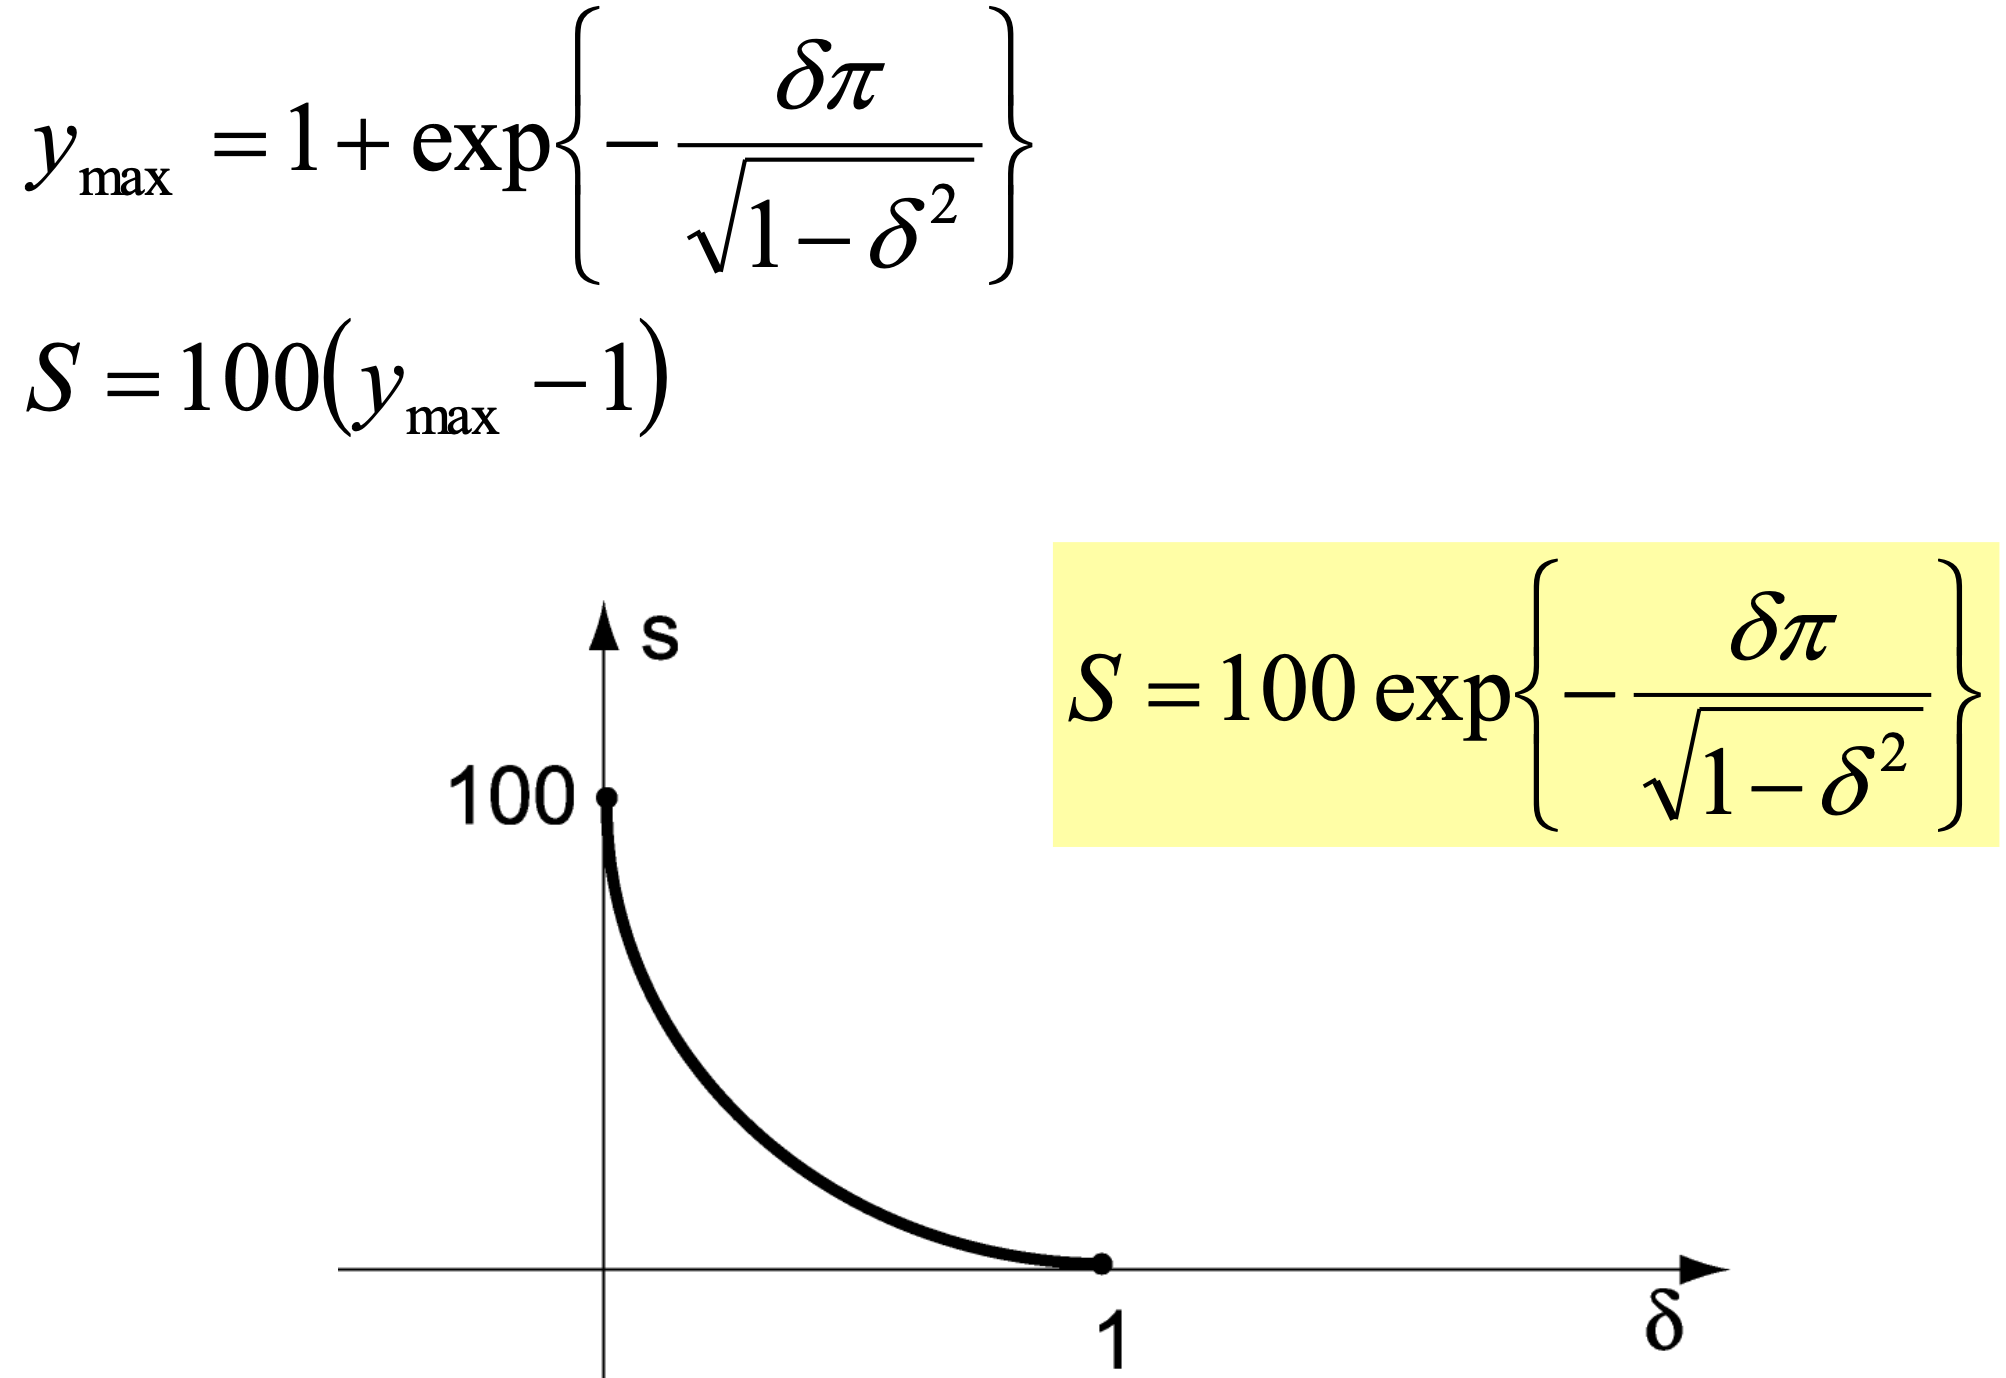 y_max = 1 + exp{ − δπ / √(1 − δ²) }
S = 100(y_max − 1)
S = 100 exp{ − δπ / √(1 − δ²) }
s
100
1
δ